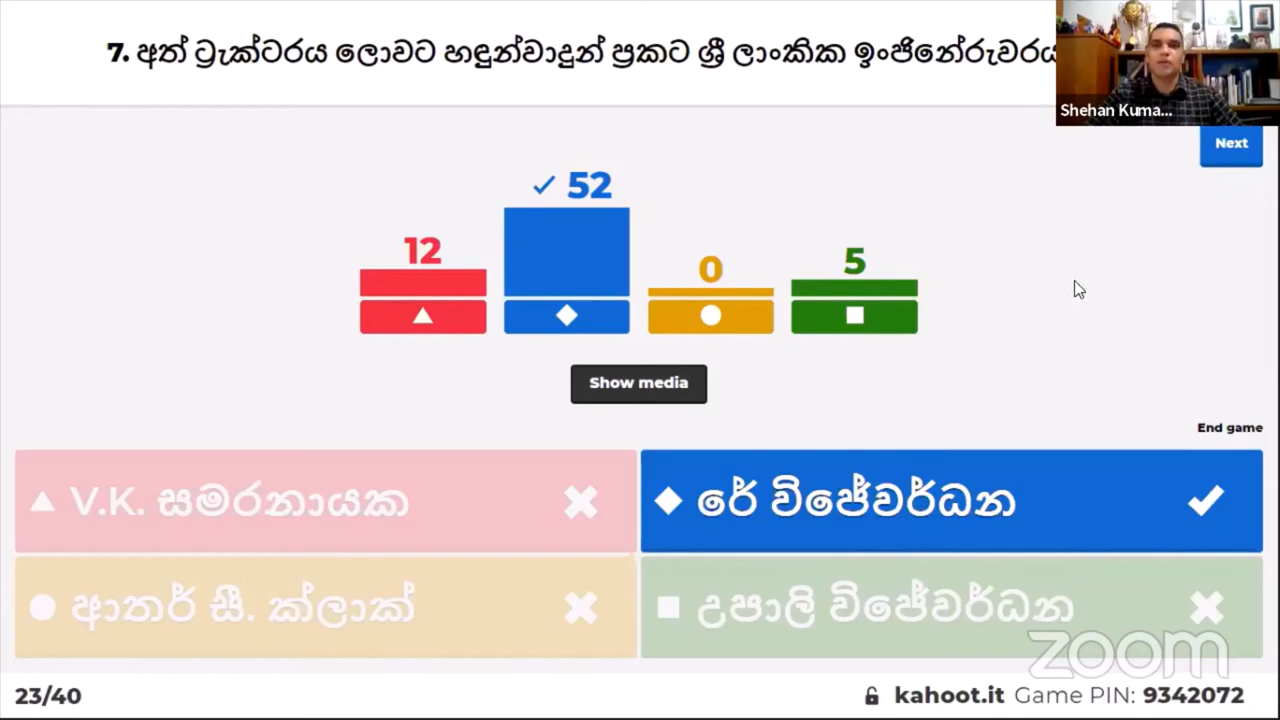 7. අත් ට්‍රැක්ටරය ලොවට හඳුන්වාදුන් ප්‍රකට ශ්‍රී ලාංකික ඉංජිනේරුවරය
Shehan Kuma...
Next
52
12
0
5
Show media
End game
V.K. සමරනායක
රේ විජේවර්ධන
ආතර් සී. ක්ලාක්
උපාලි විජේවර්ධන
zoom
23/40
kahoot.it Game PIN: 9342072